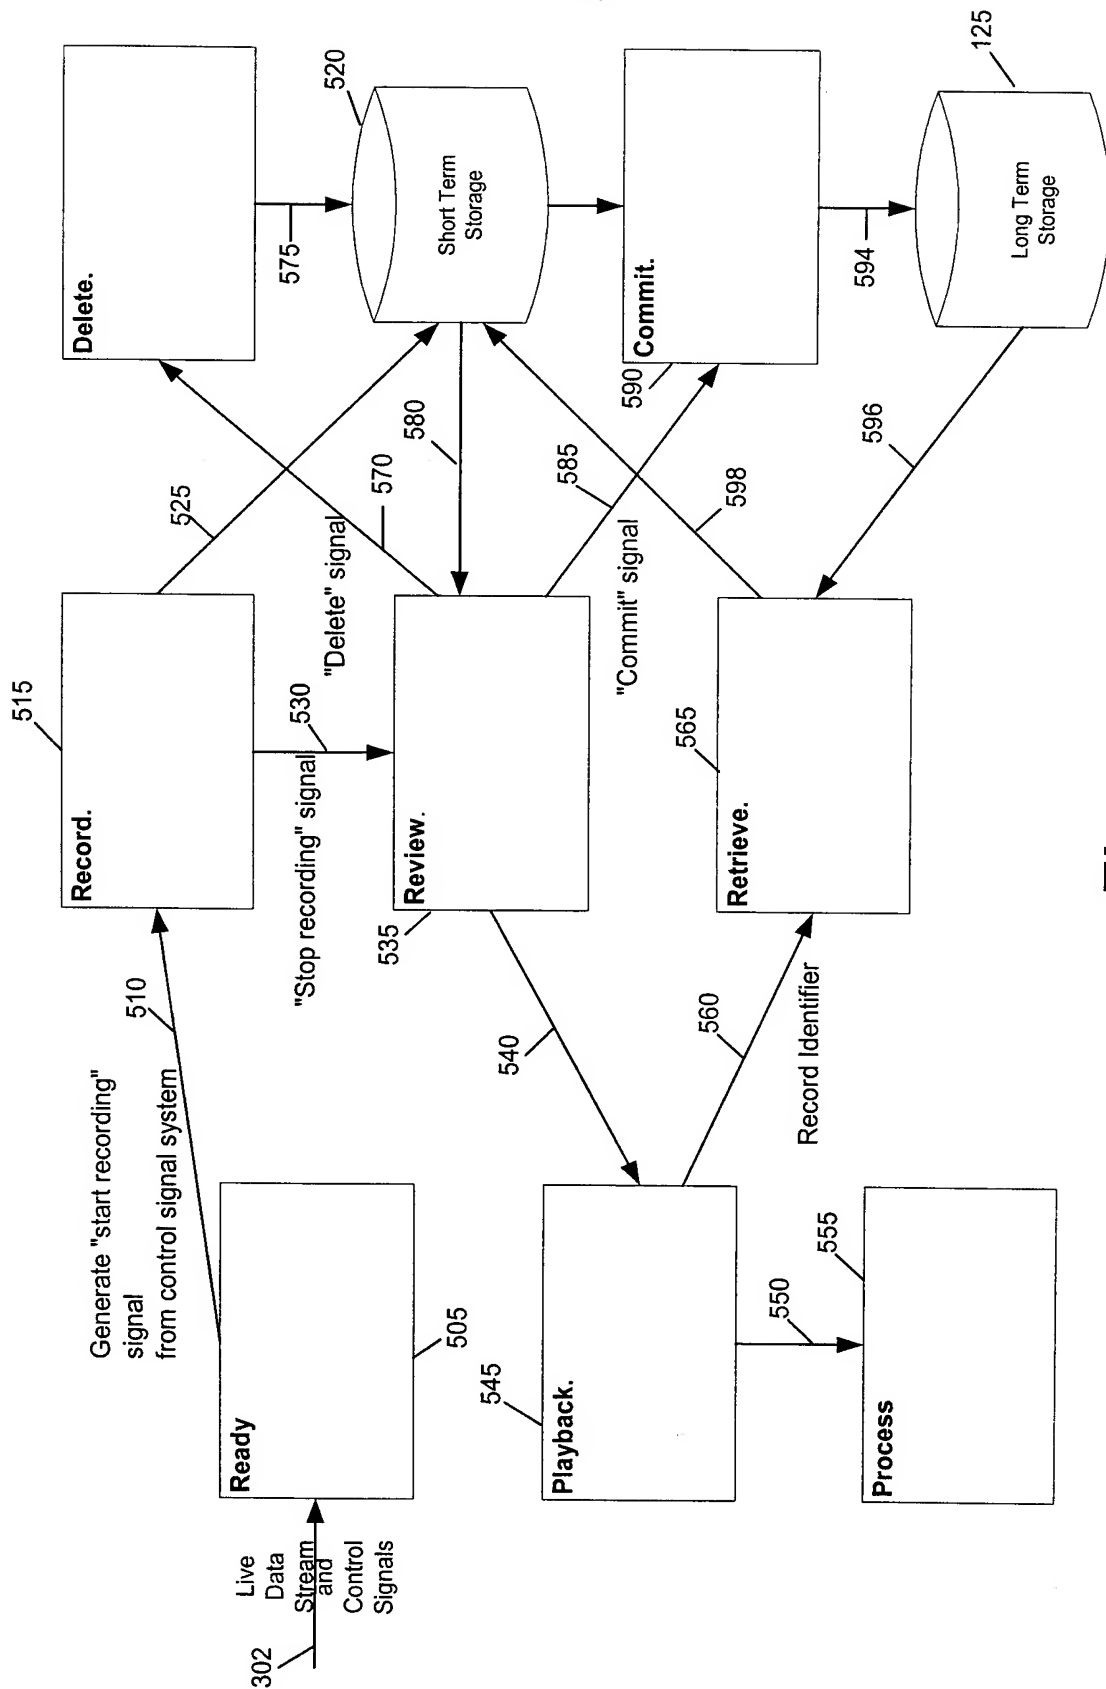 302
Live
Data
Stream
and
Control
Signals
Ready
505
Generate "start recording"
signal
from control signal system
510
Record.
515
525
"Stop recording" signal
530
Review.
535
"Delete" signal
570
Delete.
575
Short Term
Storage
520
580
585
"Commit" signal
Commit.
590
594
Long Term
Storage
125
596
598
Retrieve.
565
540
Playback.
545
560
Record Identifier
550
Process
555